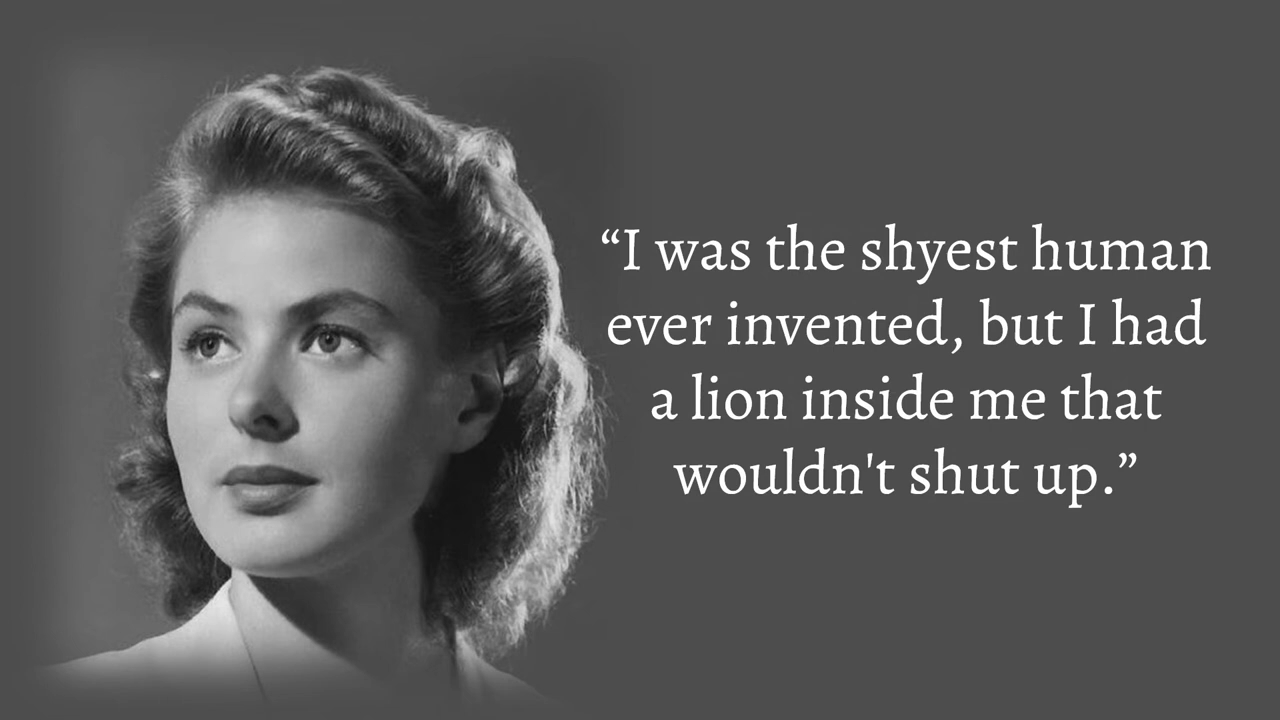 “I was the shyest human
ever invented, but I had
a lion inside me that
wouldn't shut up.”